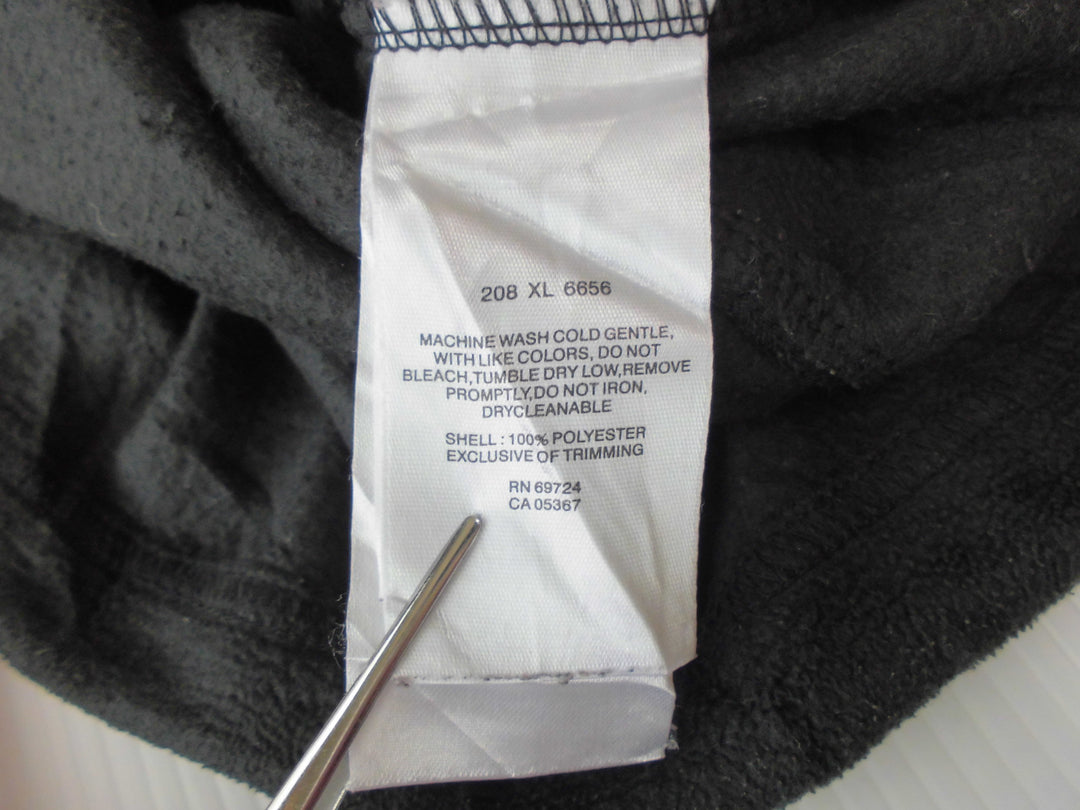 208 XL 6656
MACHINE WASH COLD GENTLE,
WITH LIKE COLORS, DO NOT
BLEACH,TUMBLE DRY LOW,REMOVE
PROMPTLY,DO NOT IRON,
DRYCLEANABLE
SHELL : 100% POLYESTER
EXCLUSIVE OF TRIMMING
RN 69724
CA 05367